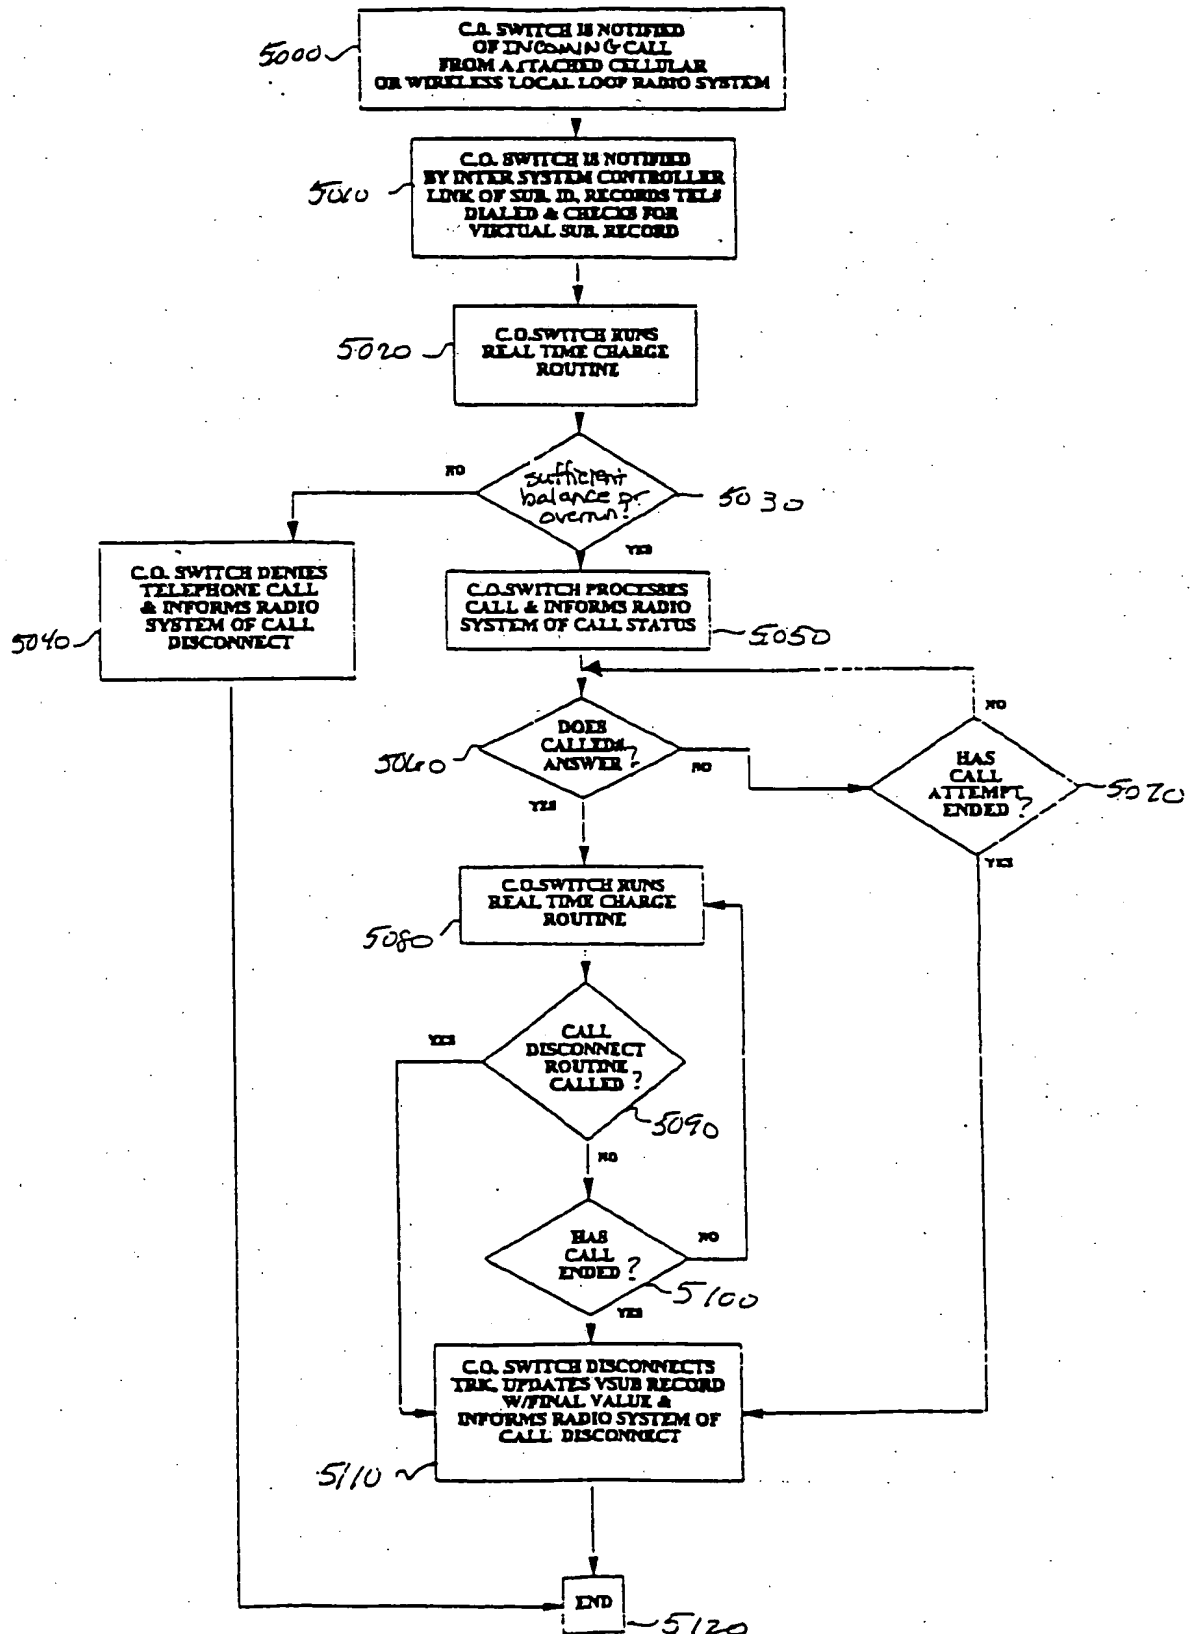 C.O. SWITCH IS NOTIFIED
OF INCOMING CALL
FROM ATTACHED CELLULAR
OR WIRELESS LOCAL LOOP RADIO SYSTEM
5000
C.O. SWITCH IS NOTIFIED
BY INTER SYSTEM CONTROLLER
LINK OF SUB. ID, RECORDS TEL#
DIALED & CHECKS FOR
VIRTUAL SUB. RECORD
5010
C.O.SWITCH RUNS
REAL TIME CHARGE
ROUTINE
5020
NO
sufficient
balance or
overrun?
5030
YES
C.O. SWITCH DENIES
TELEPHONE CALL
& INFORMS RADIO
SYSTEM OF CALL
DISCONNECT
5040
C.O.SWITCH PROCESSES
CALL & INFORMS RADIO
SYSTEM OF CALL STATUS
5050
DOES
CALLED#
ANSWER?
5060
NO
YES
NO
HAS
CALL
ATTEMPT
ENDED?
5070
YES
C.O.SWITCH RUNS
REAL TIME CHARGE
ROUTINE
5080
YES
CALL
DISCONNECT
ROUTINE
CALLED?
5090
NO
HAS
CALL
ENDED?
NO
5100
YES
C.O. SWITCH DISCONNECTS
TRK. UPDATES VSUB RECORD
W/FINAL VALUE &
INFORMS RADIO SYSTEM OF
CALL DISCONNECT
5110
END
5120